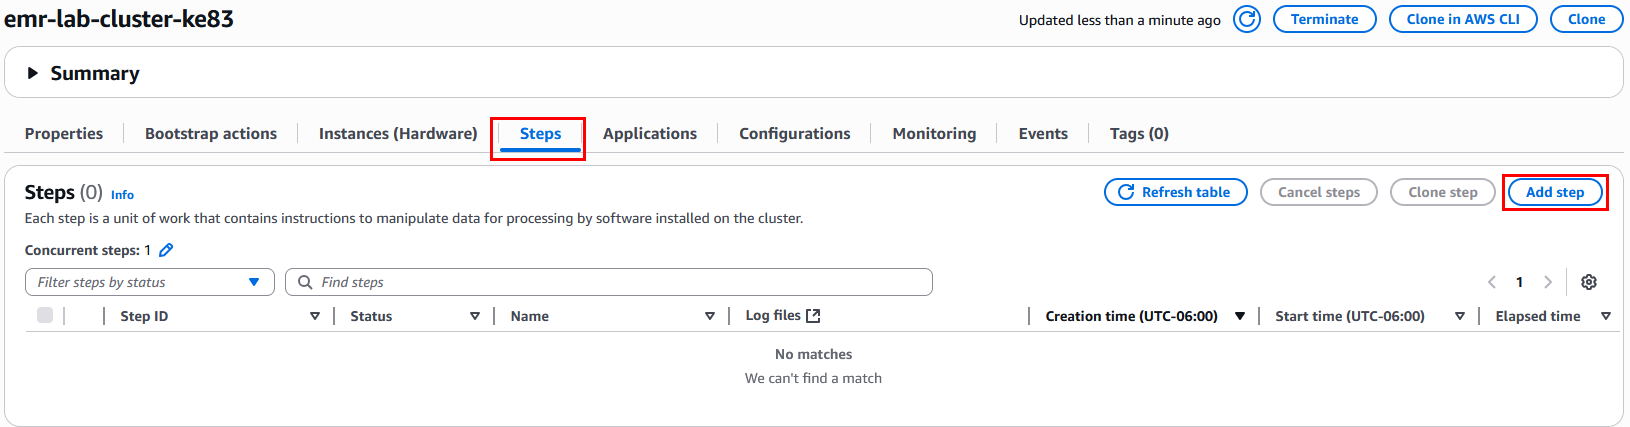 emr-lab-cluster-ke83
Updated less than a minute ago Terminate Clone in AWS CLI Clone
Summary
Properties Bootstrap actions Instances (Hardware) Steps Applications Configurations Monitoring Events Tags (0)
Steps (0) Info Refresh table Cancel steps Clone step Add step
Each step is a unit of work that contains instructions to manipulate data for processing by software installed on the cluster.
Concurrent steps: 1
Filter steps by status Find steps 1
Step ID Status Name Log files Creation time (UTC-06:00) Start time (UTC-06:00) Elapsed time
No matches
We can't find a match